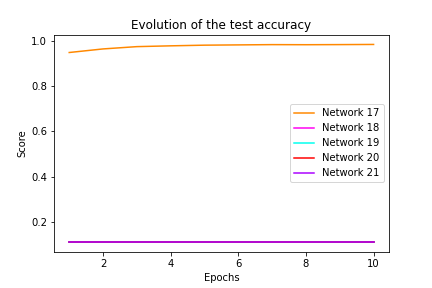 Evolution of the test accuracy
1.0
0.8
0.6
0.4
0.2
Score
Network 17
Network 18
Network 19
Network 20
Network 21
2 4 6 8 10
Epochs